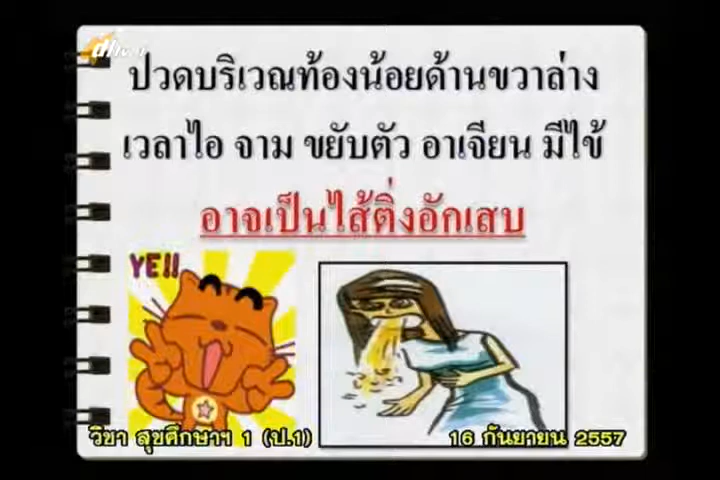 dltv 1
ปวดบริเวณท้องน้อยด้านขวาล่าง
เวลาไอ จาม ขยับตัว อาเจียน มีไข้
อาจเป็นไส้ติ่งอักเสบ
YE!!
วิชา สุขศึกษาฯ 1 (ป.1)
16 กันยายน 2557